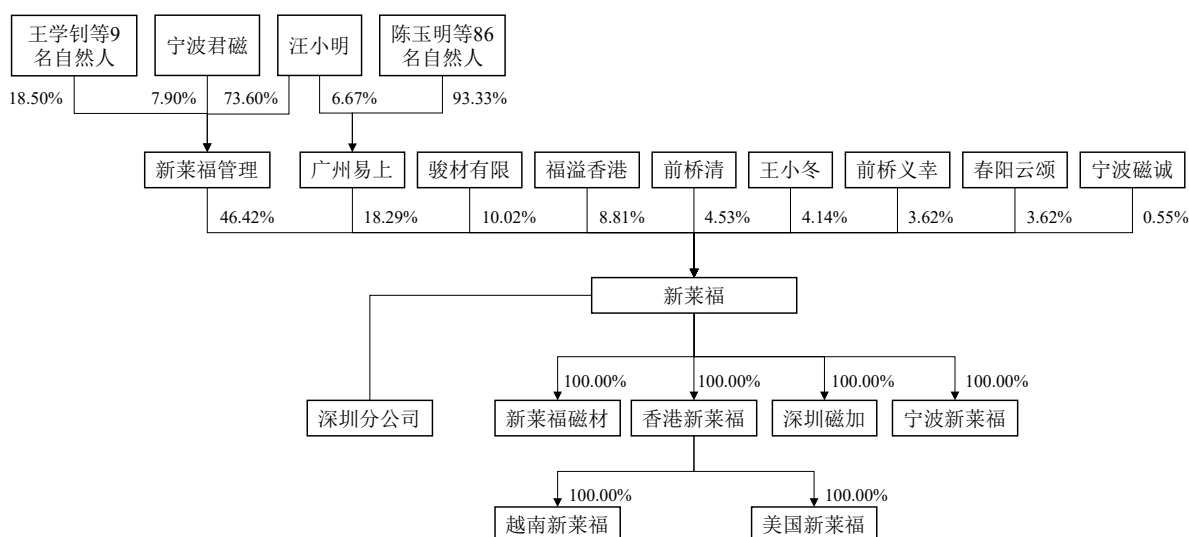 王学钊等9
名自然人
宁波君磁
汪小明
陈玉明等86
名自然人
18.50%
7.90%
73.60%
6.67%
93.33%
新莱福管理
广州易上
骏材有限
福溢香港
前桥清
王小冬
前桥义幸
春阳云颂
宁波磁诚
46.42%
18.29%
10.02%
8.81%
4.53%
4.14%
3.62%
3.62%
0.55%
新莱福
100.00%
100.00%
100.00%
100.00%
深圳分公司
新莱福磁材
香港新莱福
深圳磁加
宁波新莱福
100.00%
100.00%
越南新莱福
美国新莱福